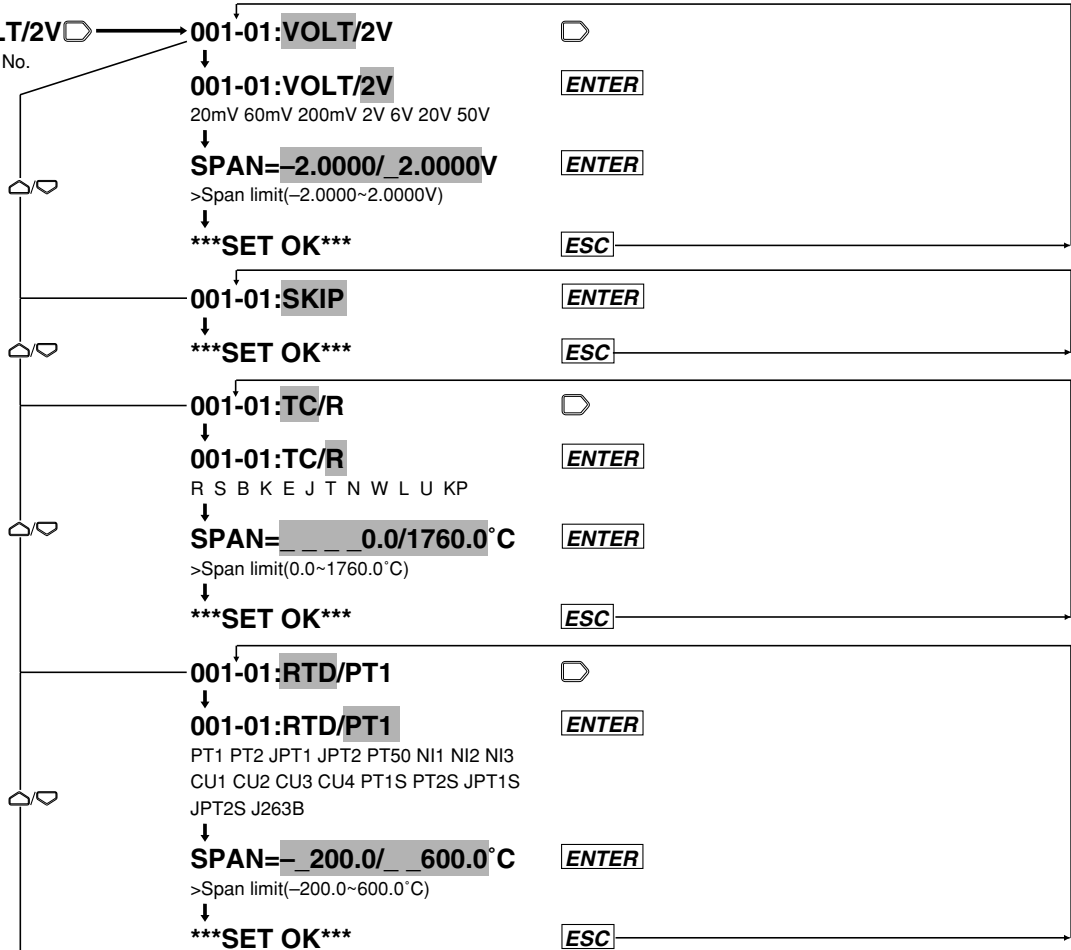 LT/2V
001-01:VOLT/2V
No.
001-01:VOLT/2V ENTER
20mV 60mV 200mV 2V 6V 20V 50V
SPAN=–2.0000/_2.0000V ENTER
>Span limit(–2.0000~2.0000V)
/
***SET OK*** ESC
001-01:SKIP ENTER
/
***SET OK*** ESC
001-01:TC/R
001-01:TC/R ENTER
R S B K E J T N W L U KP
/
SPAN=_ _ _ _0.0/1760.0˚C ENTER
>Span limit(0.0~1760.0˚C)
***SET OK*** ESC
001-01:RTD/PT1
001-01:RTD/PT1 ENTER
PT1 PT2 JPT1 JPT2 PT50 NI1 NI2 NI3
CU1 CU2 CU3 CU4 PT1S PT2S JPT1S
JPT2S J263B
/
SPAN=–_200.0/_ _600.0˚C ENTER
>Span limit(–200.0~600.0˚C)
***SET OK*** ESC